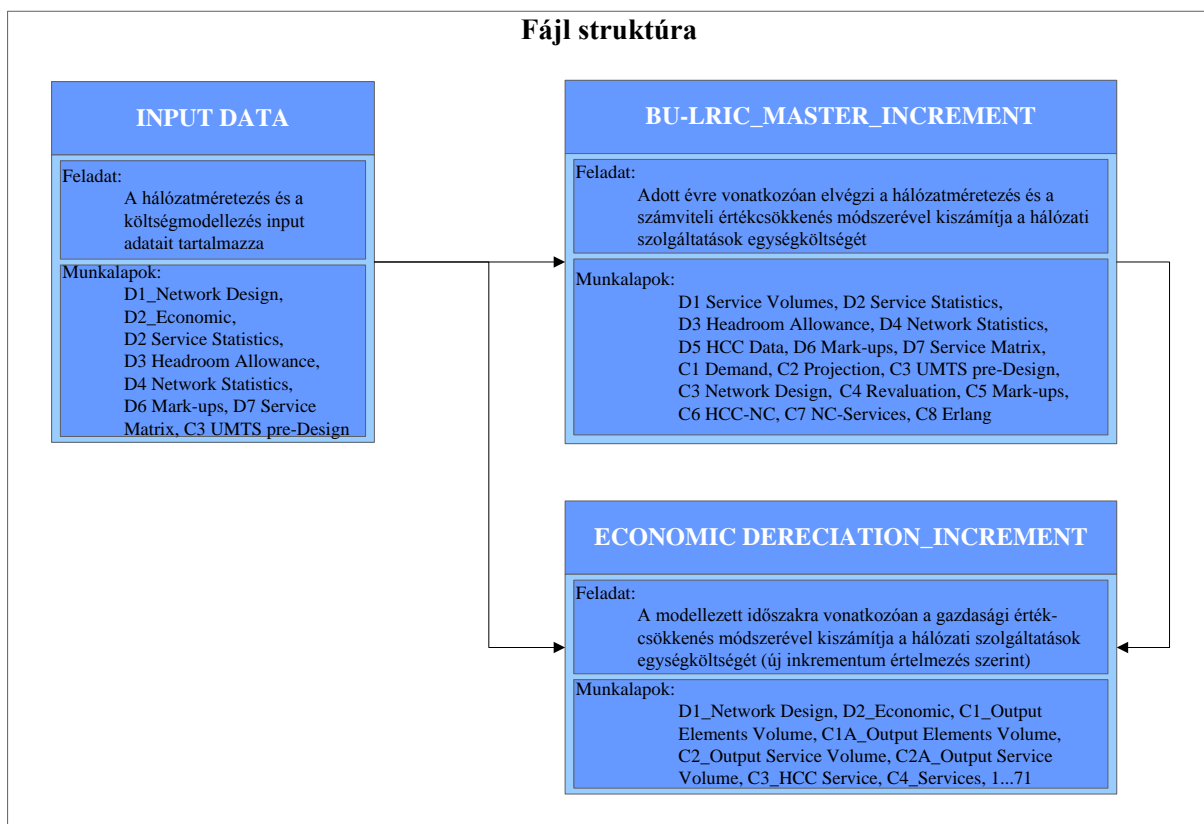 Fájl struktúra
INPUT DATA
Feladat:
A hálózatméretezés és a
költségmodellezés input
adatait tartalmazza
Munkalapok:
D1_Network Design,
D2_Economic,
D2 Service Statistics,
D3 Headroom Allowance,
D4 Network Statistics,
D6 Mark-ups, D7 Service
Matrix, C3 UMTS pre-Design
BU-LRIC_MASTER_INCREMENT
Feladat:
Adott évre vonatkozóan elvégzi a hálózatméretezés és a
számviteli értékcsökkenés módszerével kiszámítja a hálózati
szolgáltatások egységköltségét
Munkalapok:
D1 Service Volumes, D2 Service Statistics,
D3 Headroom Allowance, D4 Network Statistics,
D5 HCC Data, D6 Mark-ups, D7 Service Matrix,
C1 Demand, C2 Projection, C3 UMTS pre-Design,
C3 Network Design, C4 Revaluation, C5 Mark-ups,
C6 HCC-NC, C7 NC-Services, C8 Erlang
ECONOMIC DERECIATION_INCREMENT
Feladat:
A modellezett időszakra vonatkozóan a gazdasági érték-
csökkenés módszerével kiszámítja a hálózati szolgáltatások
egységköltségét (új inkrementum értelmezés szerint)
Munkalapok:
D1_Network Design, D2_Economic, C1_Output
Elements Volume, C1A_Output Elements Volume,
C2_Output Service Volume, C2A_Output Service
Volume, C3_HCC Service, C4_Services, 1...71